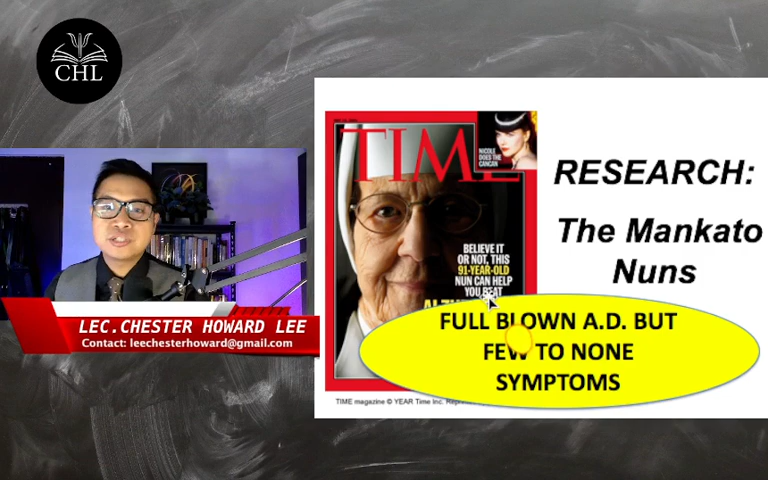 CHL
LEC.CHESTER HOWARD LEE
Contact: leechesterhoward@gmail.com
TIME
NICOLE
DOES THE
CANCAN
BELIEVE IT
OR NOT, THIS
91-YEAR-OLD
NUN CAN HELP
YOU BEAT
RESEARCH:
The Mankato
Nuns
FULL BLOWN A.D. BUT
FEW TO NONE
SYMPTOMS
TIME magazine © YEAR Time Inc.